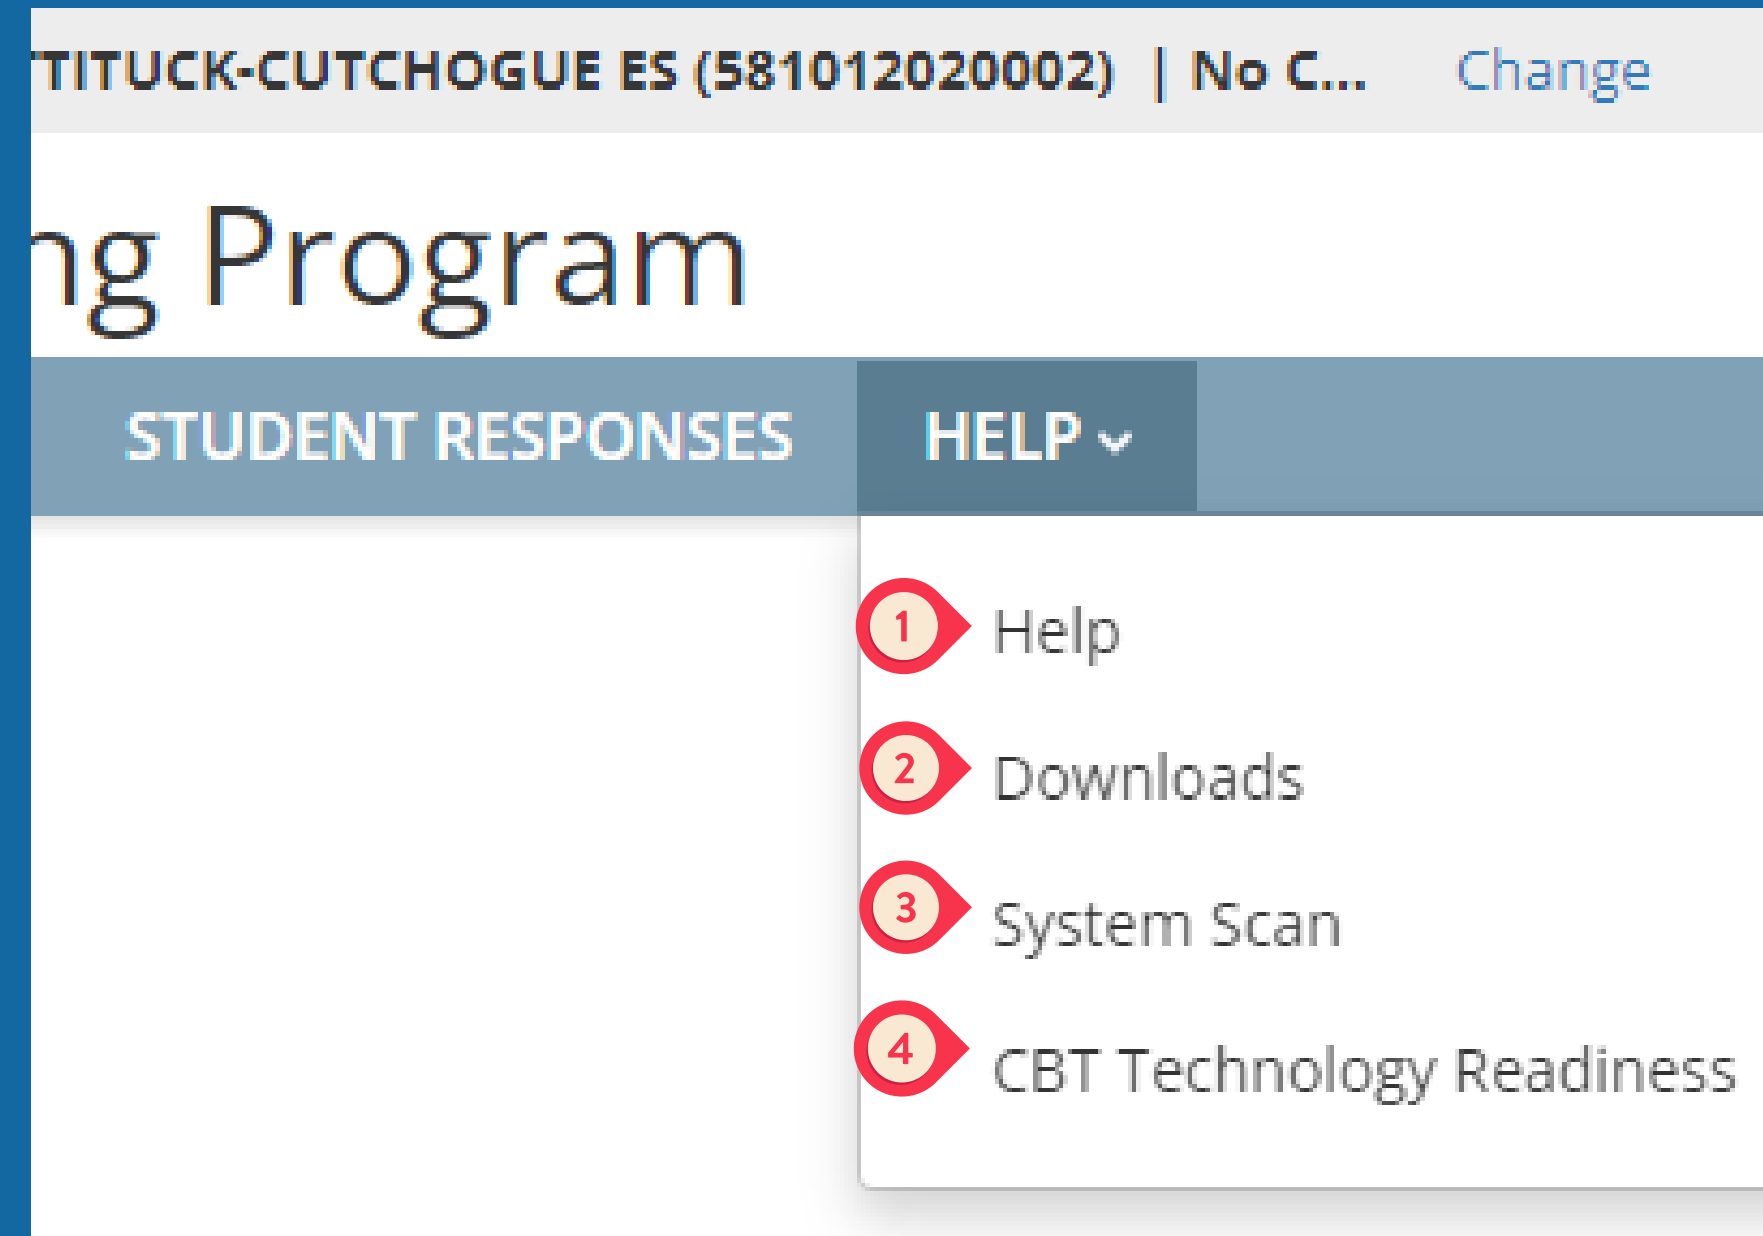 TTITUCK-CUTCHOGUE ES (581012020002) | No C... Change
ng Program
STUDENT RESPONSES HELP
1 Help
2 Downloads
3 System Scan
4 CBT Technology Readiness